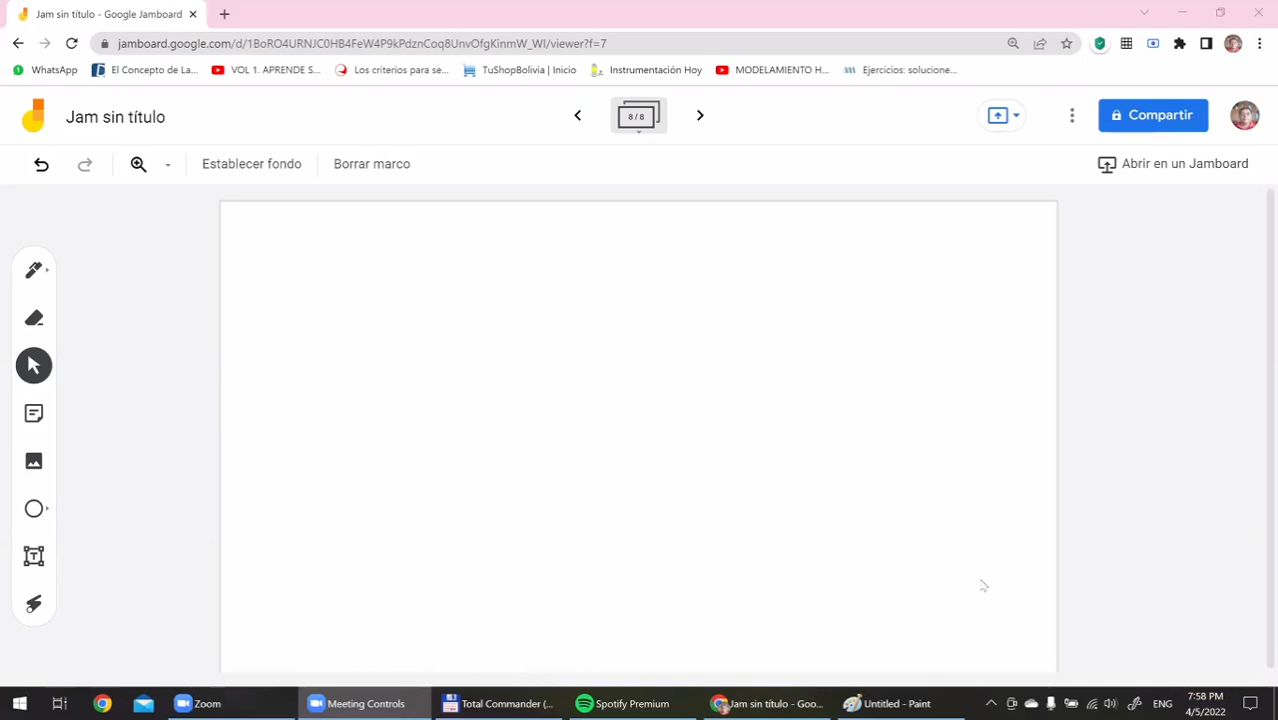 Jam sin título - Google Jamboard
jamboard.google.com/d/1BoRO4URNJC0HB4FeW4P9kPdznCoq8UnvOfgKinmW_WI/viewer?f=7
WhatsApp
El Concepto de La...
VOL 1. APRENDE S...
Los criterios para se...
TuShopBolivia | Inicio
Instrumentación Hoy
MODELAMIENTO H...
Ejercicios: solucione...
Jam sin título
8 / 8
Compartir
Establecer fondo
Borrar marco
Abrir en un Jamboard
Zoom
Meeting Controls
Total Commander (...
Spotify Premium
Jam sin título - Goo...
Untitled - Paint
ENG
7:58 PM
4/5/2022